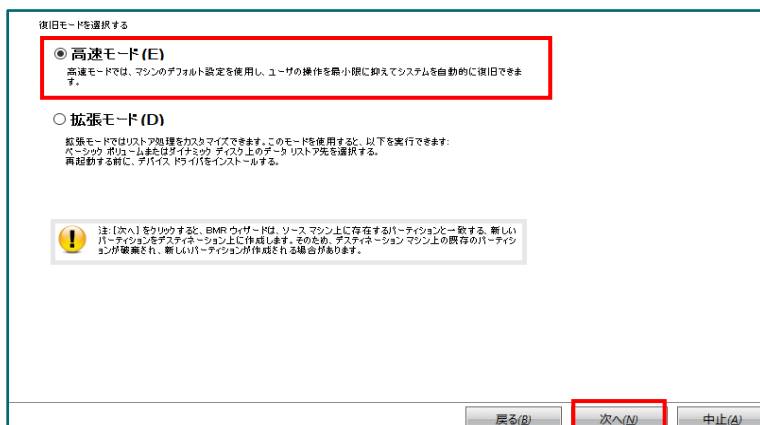 復旧モードを選択する
高速モード(E)
高速モードでは、マシンのデフォルト設定を使用し、ユーザの操作を最小限に抑えてシステムを自動的に復旧できま
す。
拡張モード(D)
拡張モードではリストア処理をカスタマイズできます。このモードを使用すると、以下を実行できます:
ベーシック ボリュームまたはダイナミック ディスク上のデータ リストア先を選択する。
再起動する前に、デバイス ドライバをインストールする。
注: [次へ] をクリックすると、BMR ウィザードは、ソース マシン上に存在するパーティションと一致する、新しい
パーティションをデスティネーション上に作成します。そのため、デスティネーション マシン上の既存のパーティシ
ョンが破棄され、新しいパーティションが作成される場合があります。
戻る(B) 次へ(N) 中止(A)